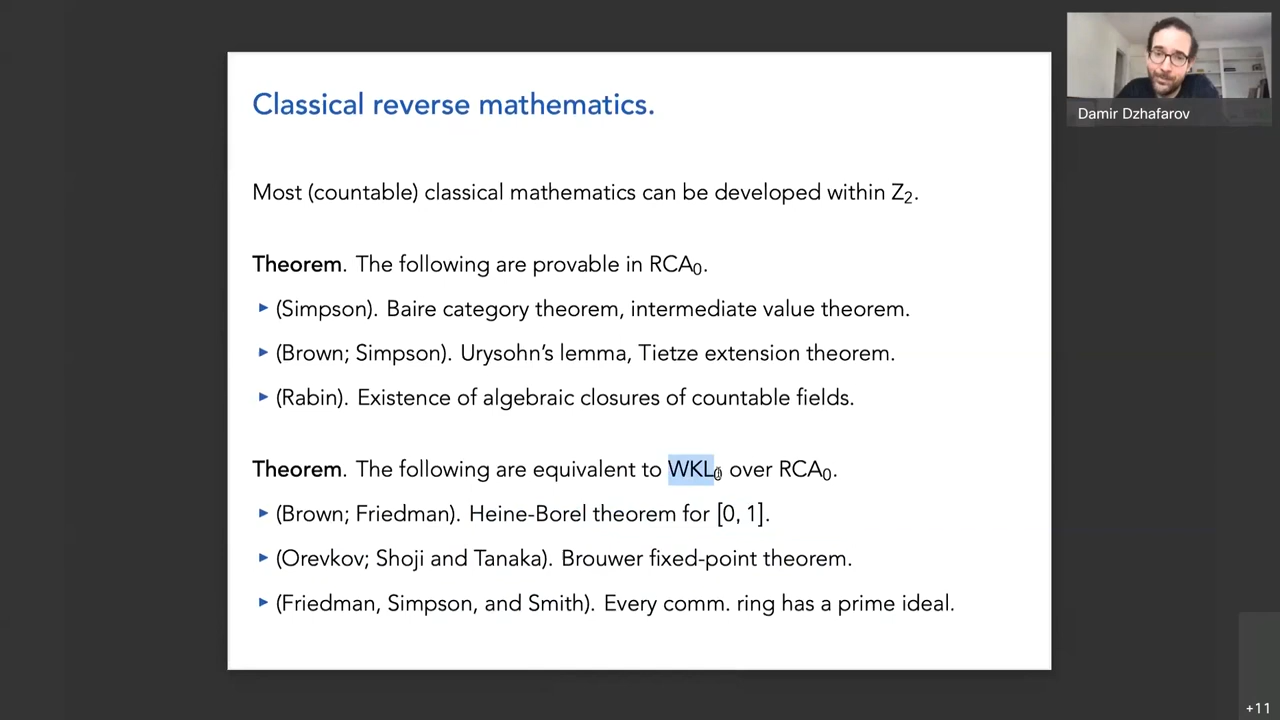 Classical reverse mathematics.
Damir Dzhafarov
Most (countable) classical mathematics can be developed within Z₂.
Theorem. The following are provable in RCA₀.
▸ (Simpson). Baire category theorem, intermediate value theorem.
▸ (Brown; Simpson). Urysohn’s lemma, Tietze extension theorem.
▸ (Rabin). Existence of algebraic closures of countable fields.
Theorem. The following are equivalent to WKL₀ over RCA₀.
▸ (Brown; Friedman). Heine-Borel theorem for [0, 1].
▸ (Orevkov; Shoji and Tanaka). Brouwer fixed-point theorem.
▸ (Friedman, Simpson, and Smith). Every comm. ring has a prime ideal.
+11